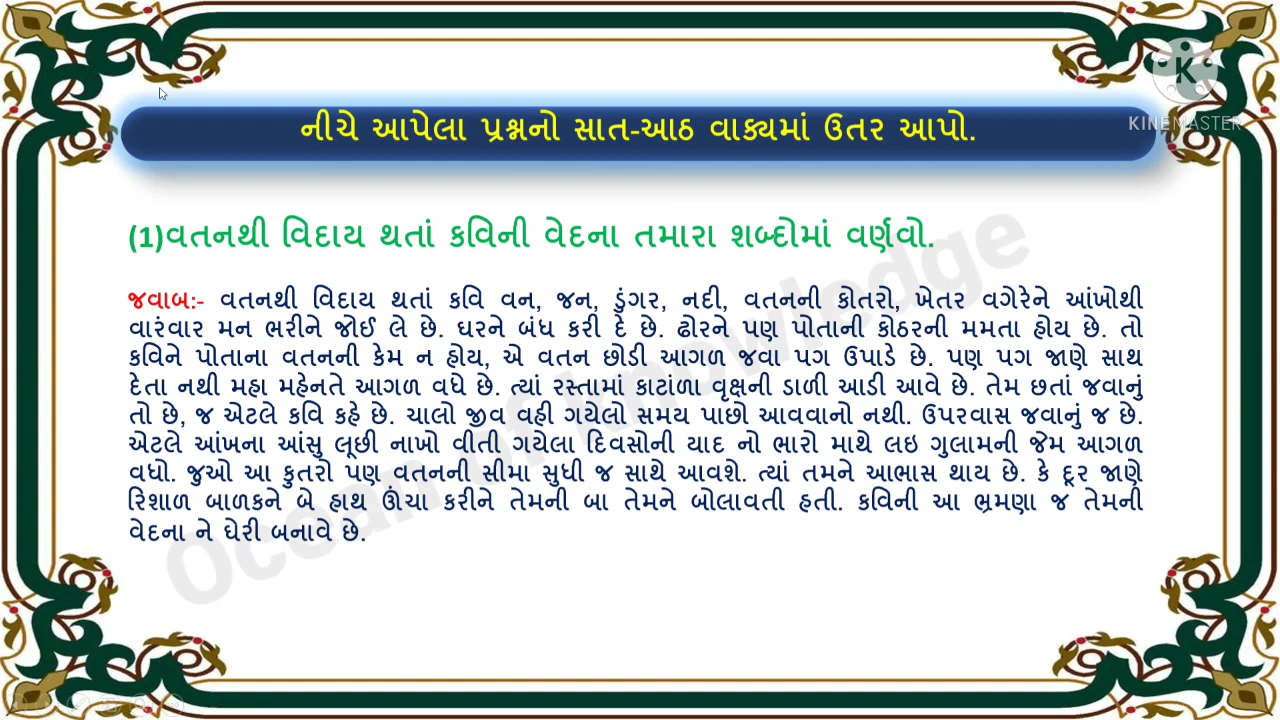 નીચે આપેલા પ્રશ્નનો સાત-આઠ વાક્યમાં ઉતર આપો.
K
KINEMASTER
(1)વતનથી વિદાય થતાં કવિની વેદના તમારા શબ્દોમાં વર્ણવો.
જવાબ:- વતનથી વિદાય થતાં કવિ વન, જન, ડુંગર, નદી, વતનની કોતરો, ખેતર વગેરેને આંખોથી
વારંવાર મન ભરીને જોઈ લે છે. ઘરને બંધ કરી દે છે. ઢોરને પણ પોતાની કોઠરની મમતા હોય છે. તો
કવિને પોતાના વતનની કેમ ન હોય, એ વતન છોડી આગળ જવા પગ ઉપાડે છે. પણ પગ જાણે સાથ
દેતા નથી મહા મહેનતે આગળ વધે છે. ત્યાં રસ્તામાં કાટાંળા વૃક્ષની ડાળી આડી આવે છે. તેમ છતાં જવાનું
તો છે, જ એટલે કવિ કહે છે. ચાલો જીવ વહી ગયેલો સમય પાછો આવવાનો નથી. ઉપરવાસ જવાનું જ છે.
એટલે આંખના આંસુ લૂછી નાખો વીતી ગયેલા દિવસોની યાદ નો ભારો માથે લઇ ગુલામની જેમ આગળ
વધો. જુઓ આ કુતરો પણ વતનની સીમા સુધી જ સાથે આવશે. ત્યાં તમને આભાસ થાય છે. કે દૂર જાણે
રિશાળ બાળકને બે હાથ ઊંચા કરીને તેમની બા તેમને બોલાવતી હતી. કવિની આ ભ્રમણા જ તેમની
વેદના ને ઘેરી બનાવે છે.
Ocean of knowledge